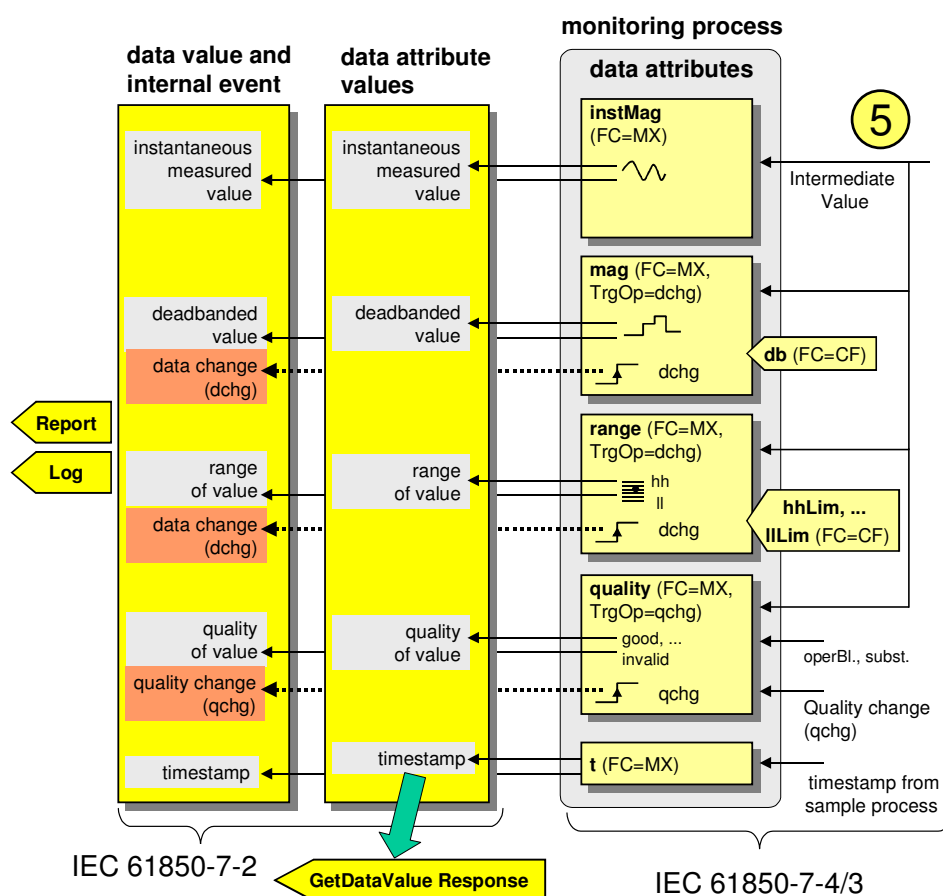 monitoring process
data value and
internal event
data attribute
values
data attributes
5
instMag
(FC=MX)
instantaneous
measured
value
instantaneous
measured
value
Intermediate
Value
mag (FC=MX,
TrgOp=dchg)
deadbanded
value
deadbanded
value
db (FC=CF)
data change
(dchg)
dchg
Report
range (FC=MX,
TrgOp=dchg)
Log
range
of value
range
of value
hh
ll
hhLim, ...
llLim (FC=CF)
data change
(dchg)
dchg
quality (FC=MX,
TrgOp=qchg)
quality
of value
quality
of value
good, ...
invalid
operBl., subst.
quality change
(qchg)
qchg
Quality change
(qchg)
timestamp
timestamp
t (FC=MX)
timestamp from
sample process
IEC 61850-7-2
GetDataValue Response
IEC 61850-7-4/3